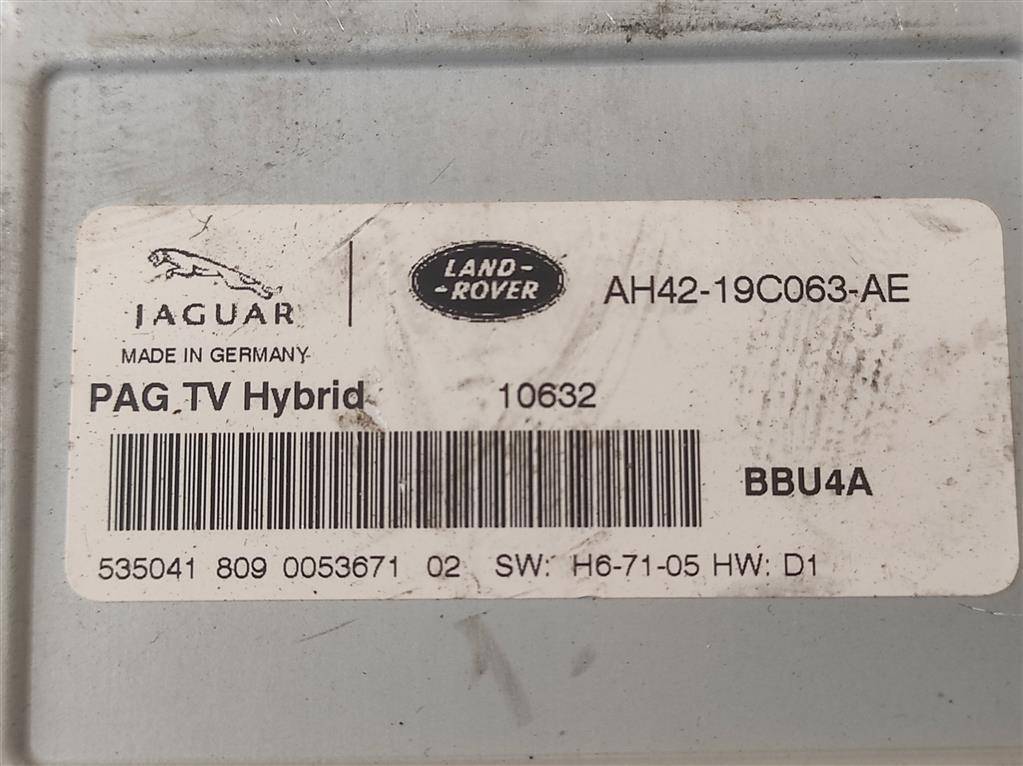 JAGUAR
LAND-
-ROVER
AH42-19C063-AE
MADE IN GERMANY
PAG TV Hybrid 10632
BBU4A
535041 809 0053671 02 SW: H6-71-05 HW: D1